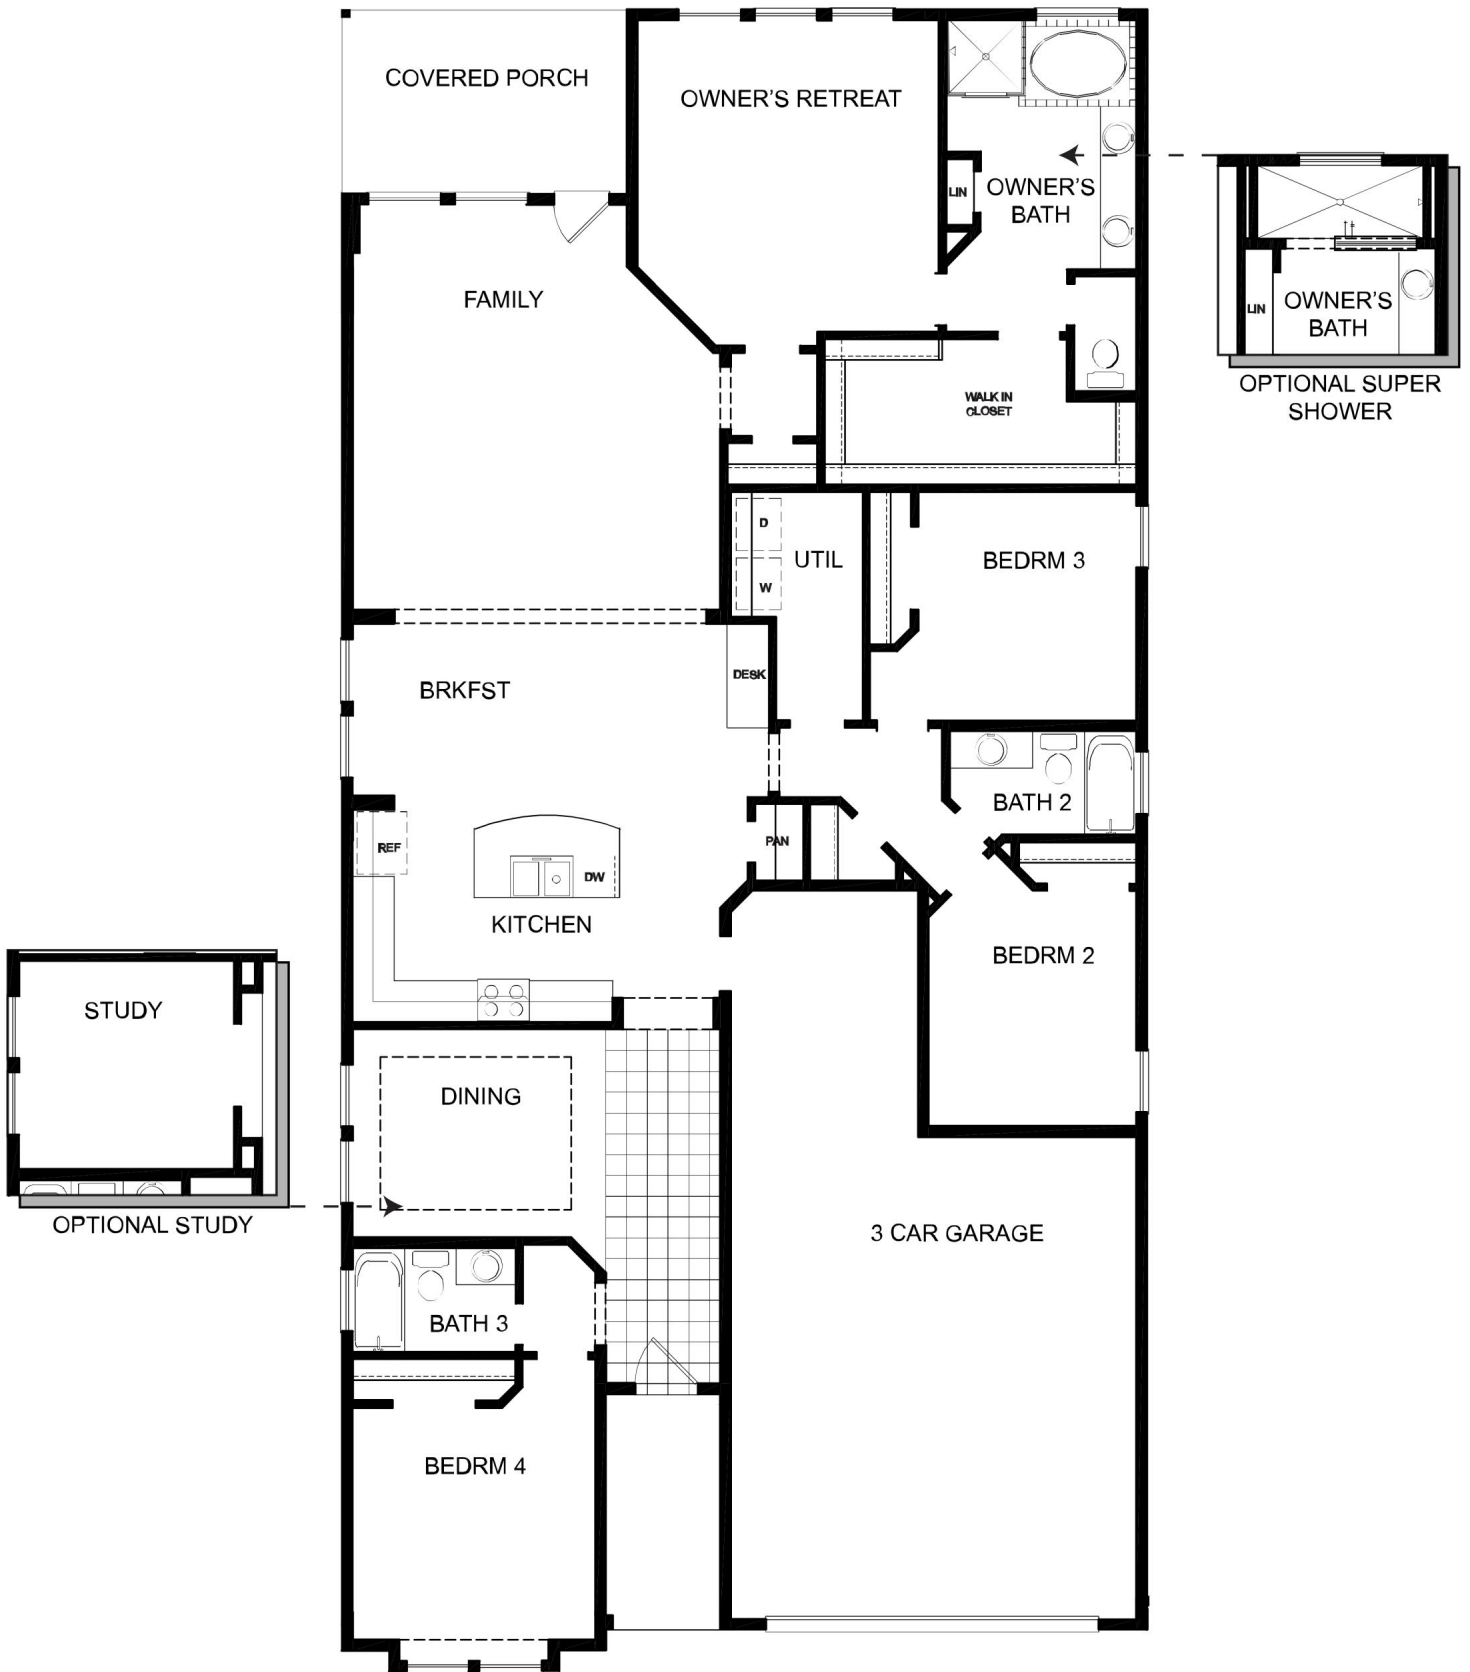 COVERED PORCH
OWNER'S RETREAT
LIN
OWNER'S
BATH
LIN
OWNER'S
BATH
OPTIONAL SUPER
SHOWER
FAMILY
WALK IN
CLOSET
D
W
UTIL
BEDRM 3
BRKFST
DESK
BATH 2
REF
DW
PAN
KITCHEN
BEDRM 2
STUDY
OPTIONAL STUDY
DINING
3 CAR GARAGE
BATH 3
BEDRM 4